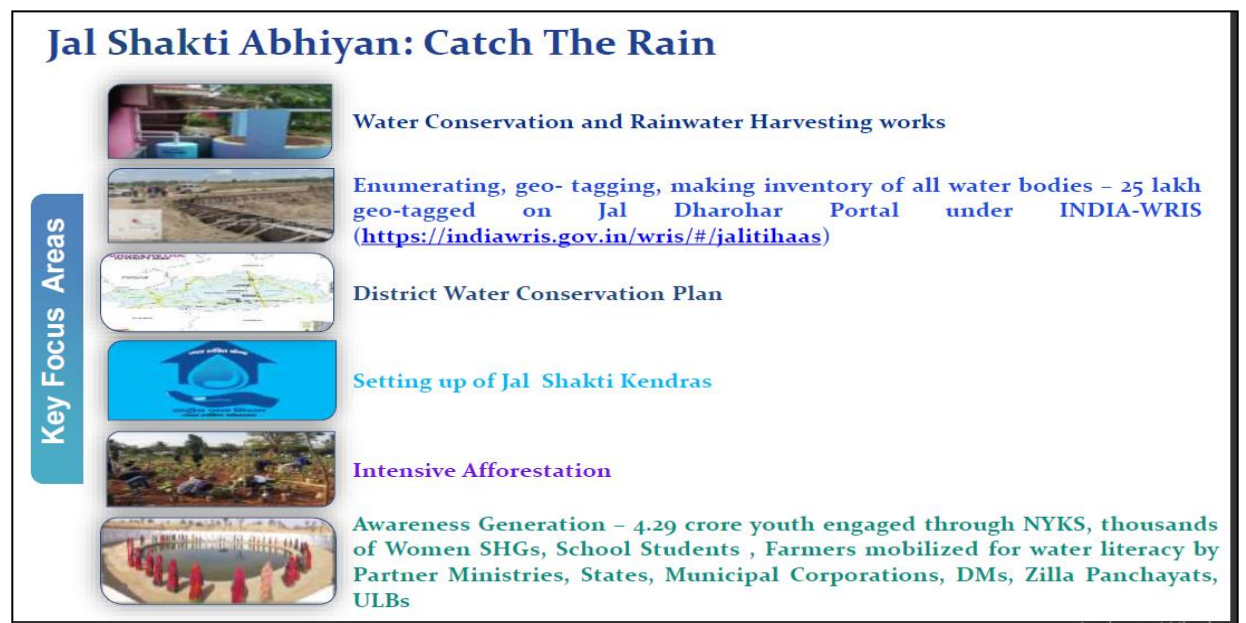 Jal Shakti Abhiyan: Catch The Rain
Key Focus Areas
Water Conservation and Rainwater Harvesting works
Enumerating, geo- tagging, making inventory of all water bodies – 25 lakh
geo-tagged on Jal Dharohar Portal under INDIA-WRIS
(https://indiawris.gov.in/wris/#/jalitihaas)
District Water Conservation Plan
Setting up of Jal Shakti Kendras
Intensive Afforestation
Awareness Generation – 4.29 crore youth engaged through NYKS, thousands
of Women SHGs, School Students , Farmers mobilized for water literacy by
Partner Ministries, States, Municipal Corporations, DMs, Zilla Panchayats,
ULBs